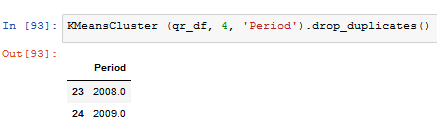 In [93]: KMeansCluster (qr_df, 4, 'Period').drop_duplicates()
Out[93]:
Period
23 2008.0
24 2009.0